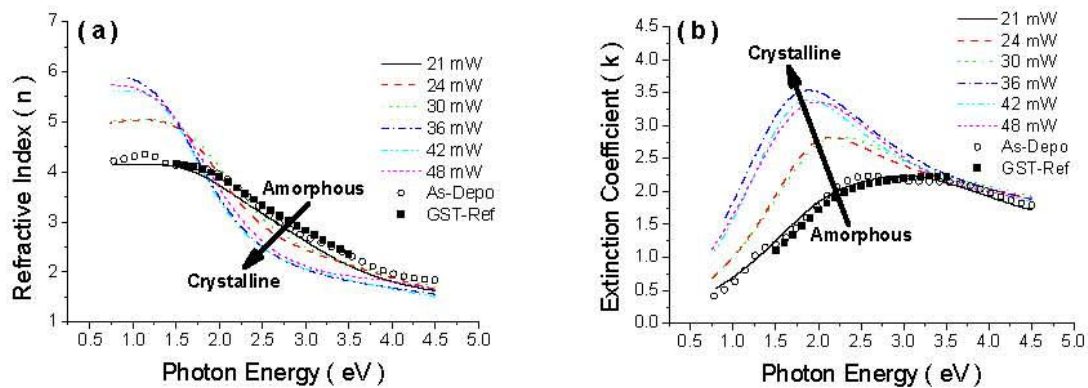 (a)
Refractive Index ( n )
7
6
5
4
3
2
1
0.5 1.0 1.5 2.0 2.5 3.0 3.5 4.0 4.5 5.0
Photon Energy ( eV )
21 mW
24 mW
30 mW
36 mW
42 mW
48 mW
As-Depo
GST-Ref
Amorphous
Crystalline
(b)
Extinction Coefficient ( k )
4.5
4.0
3.5
3.0
2.5
2.0
1.5
1.0
0.5
0.0
0.5 1.0 1.5 2.0 2.5 3.0 3.5 4.0 4.5 5.0
Photon Energy ( eV )
Crystalline
21 mW
24 mW
30 mW
36 mW
42 mW
48 mW
As-Depo
GST-Ref
Amorphous